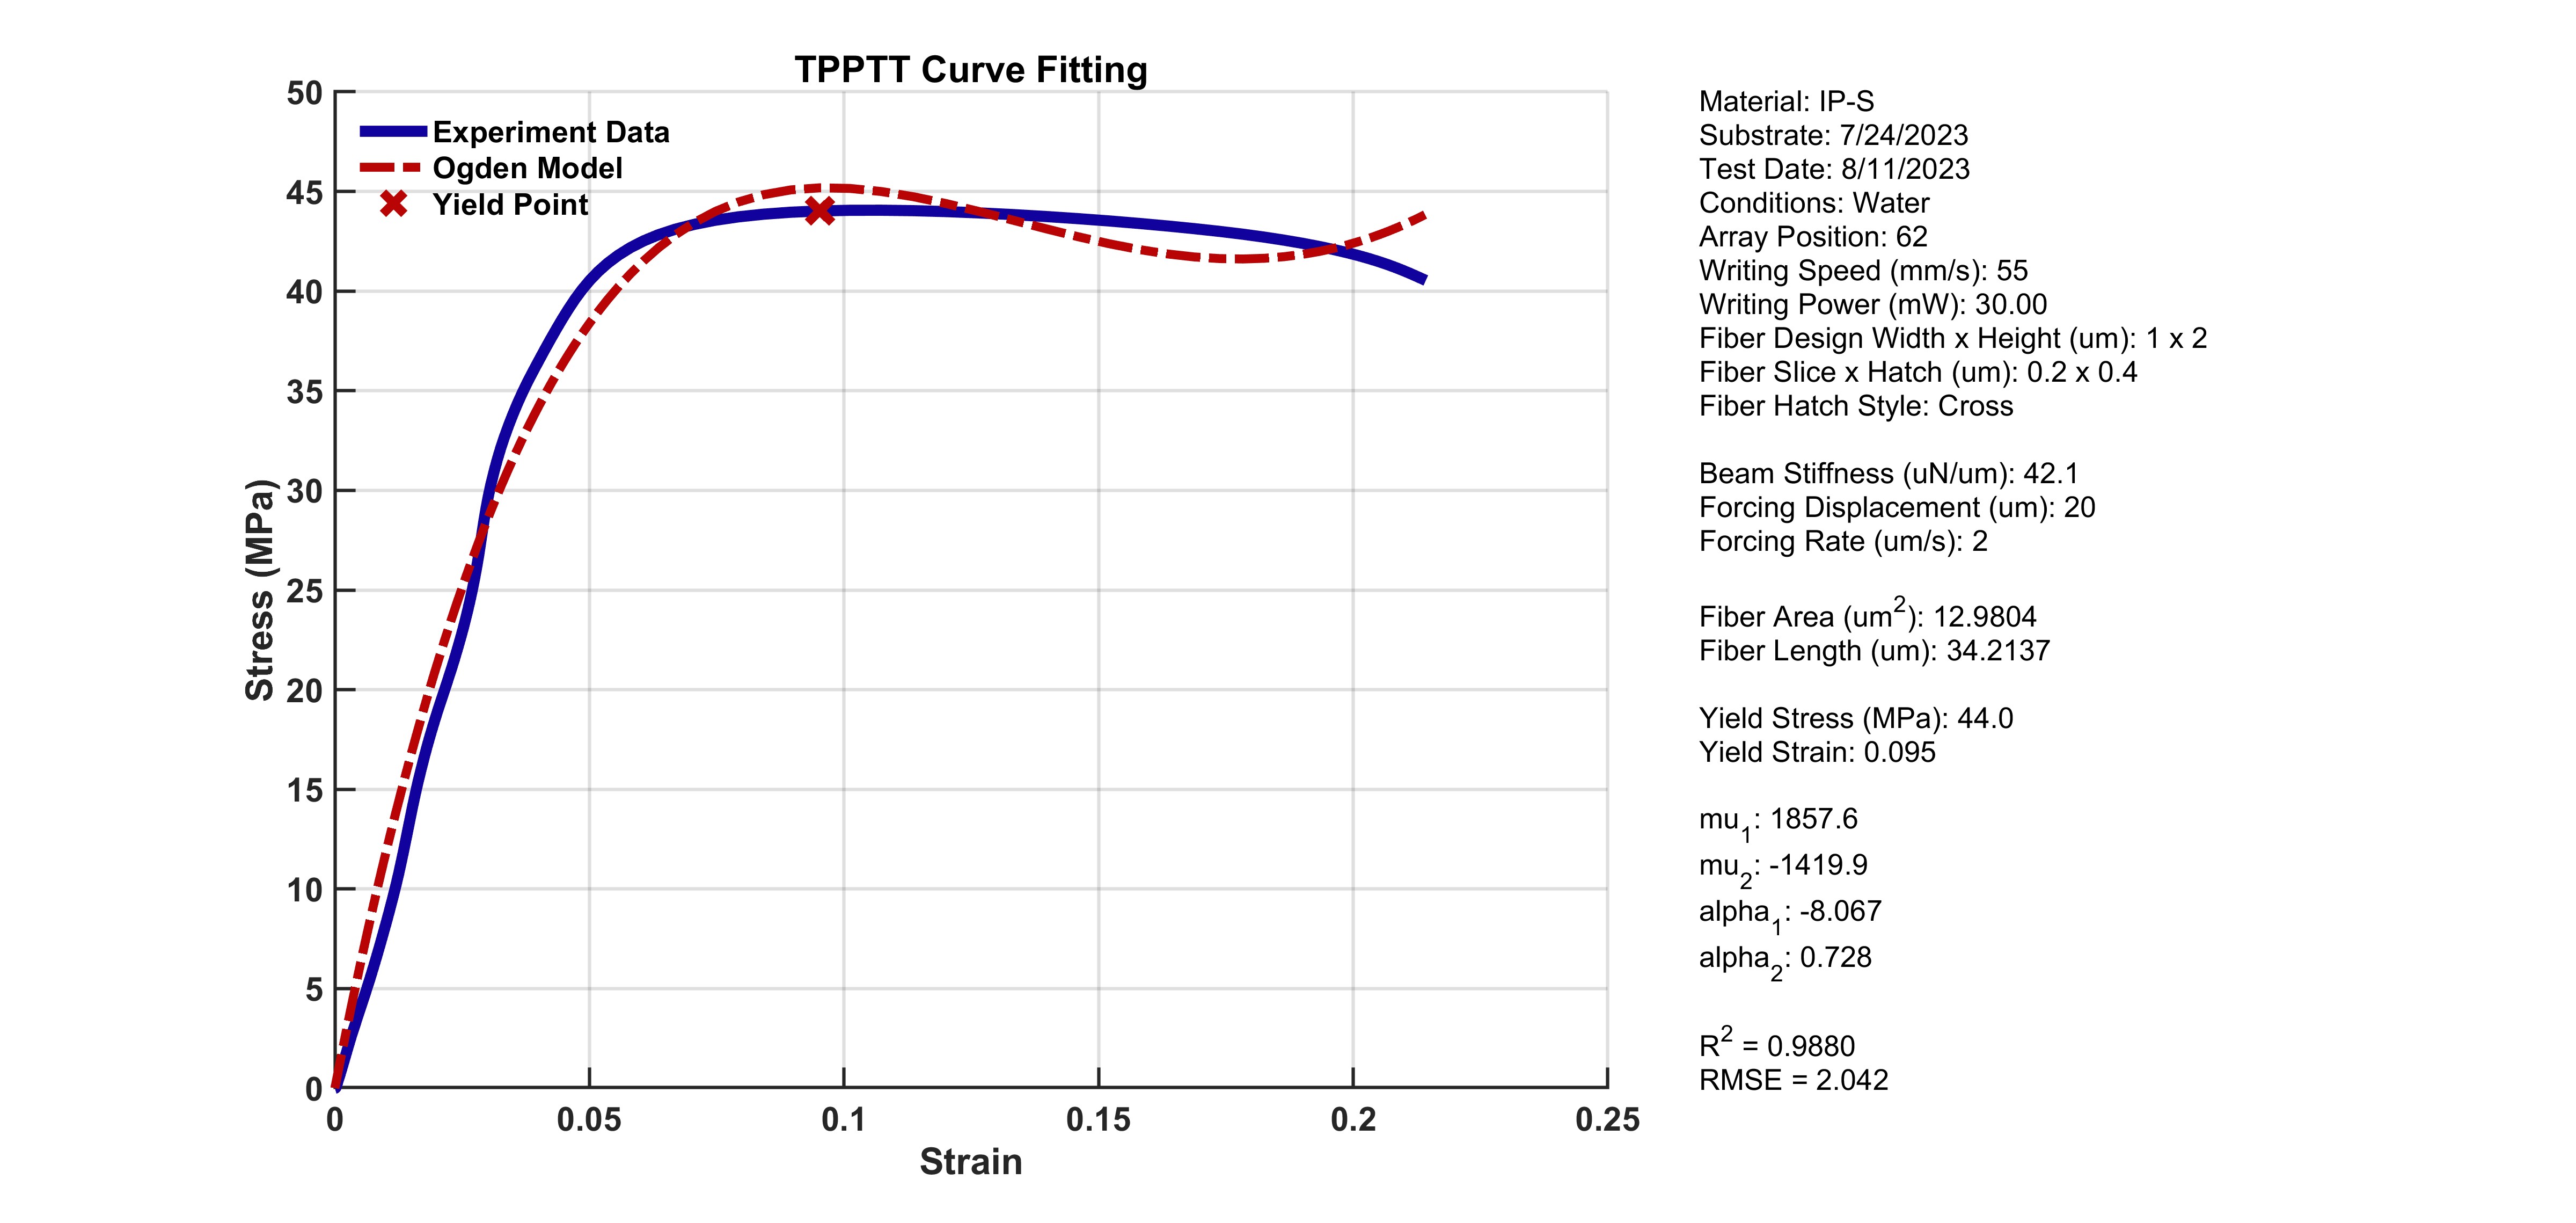 TPPTT Curve Fitting
50
45
40
35
30
25
20
15
10
5
0
Stress (MPa)
Experiment Data
Ogden Model
Yield Point
0
0.05
0.1
0.15
0.2
0.25
Strain
Material: IP-S
Substrate: 7/24/2023
Test Date: 8/11/2023
Conditions: Water
Array Position: 62
Writing Speed (mm/s): 55
Writing Power (mW): 30.00
Fiber Design Width x Height (um): 1 x 2
Fiber Slice x Hatch (um): 0.2 x 0.4
Fiber Hatch Style: Cross
Beam Stiffness (uN/um): 42.1
Forcing Displacement (um): 20
Forcing Rate (um/s): 2
Fiber Area (um²): 12.9804
Fiber Length (um): 34.2137
Yield Stress (MPa): 44.0
Yield Strain: 0.095
mu₁: 1857.6
mu₂: -1419.9
alpha₁: -8.067
alpha₂: 0.728
R² = 0.9880
RMSE = 2.042